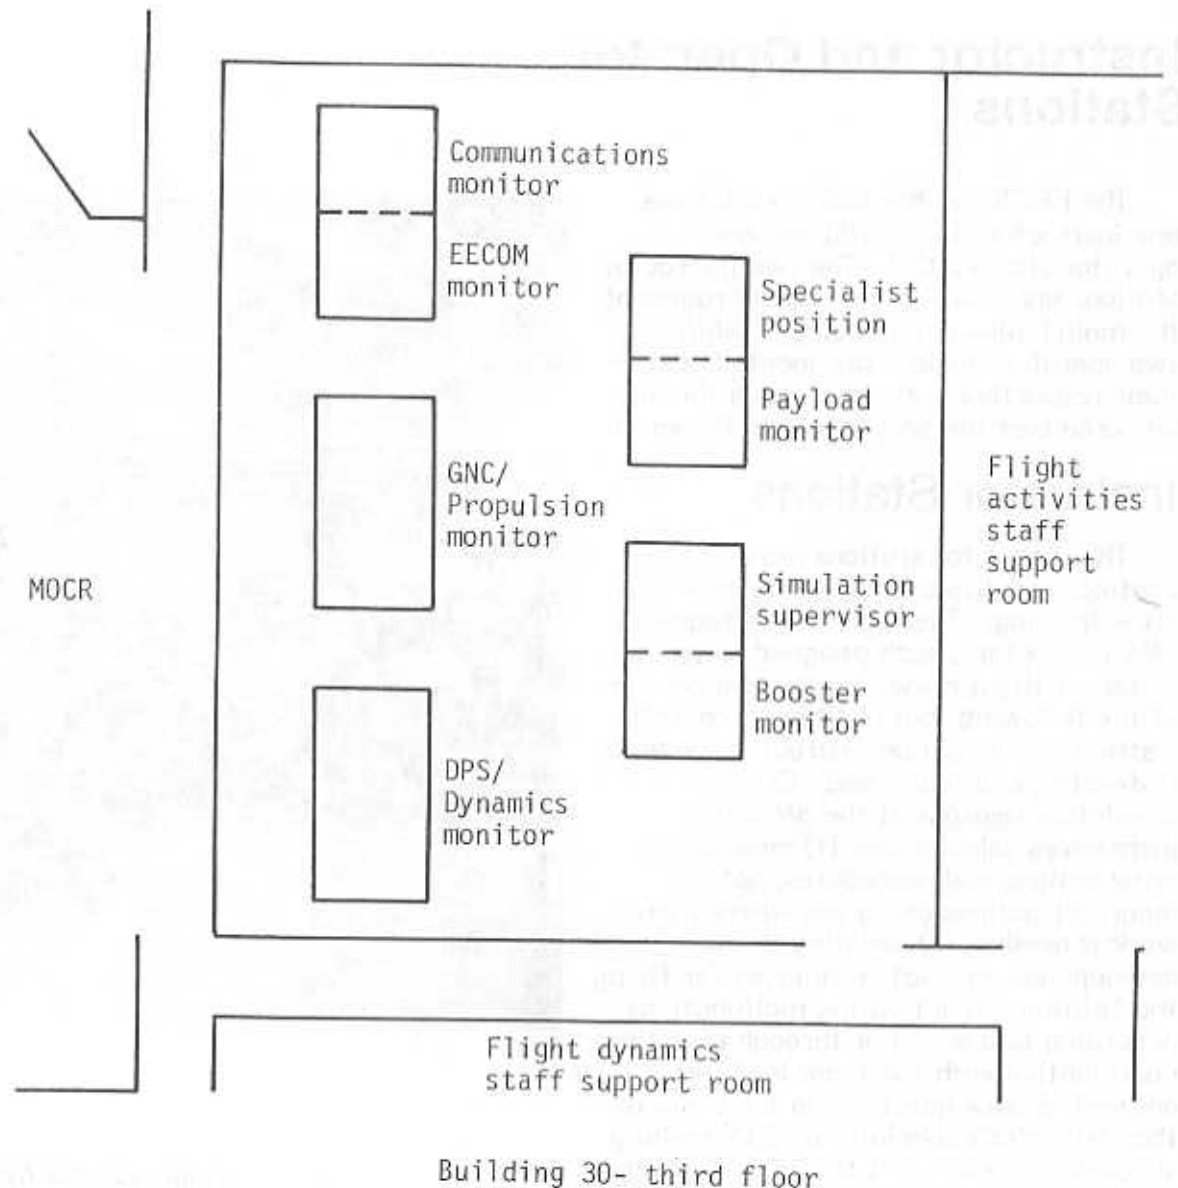 Communications
monitor
EECOM
monitor
Specialist
position
Payload
monitor
GNC/
Propulsion
monitor
Flight
activities
staff
support
room
MOCR
Simulation
supervisor
Booster
monitor
DPS/
Dynamics
monitor
Flight dynamics
staff support room
Building 30- third floor